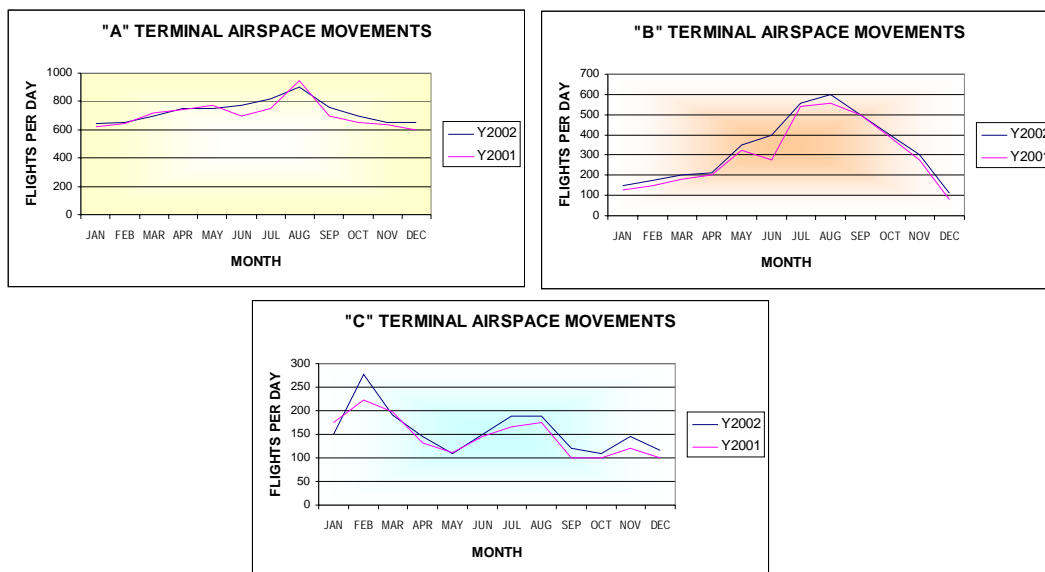 "A" TERMINAL AIRSPACE MOVEMENTS
1000
800
600
400
200
0
FLIGHTS PER DAY
JAN FEB MAR APR MAY JUN JUL AUG SEP OCT NOV DEC
MONTH
Y2002
Y2001
"B" TERMINAL AIRSPACE MOVEMENTS
700
600
500
400
300
200
100
0
FLIGHTS PER DAY
JAN FEB MAR APR MAY JUN JUL AUG SEP OCT NOV DEC
MONTH
Y2002
Y2001
"C" TERMINAL AIRSPACE MOVEMENTS
300
250
200
150
100
50
0
FLIGHTS PER DAY
JAN FEB MAR APR MAY JUN JUL AUG SEP OCT NOV DEC
MONTH
Y2002
Y2001